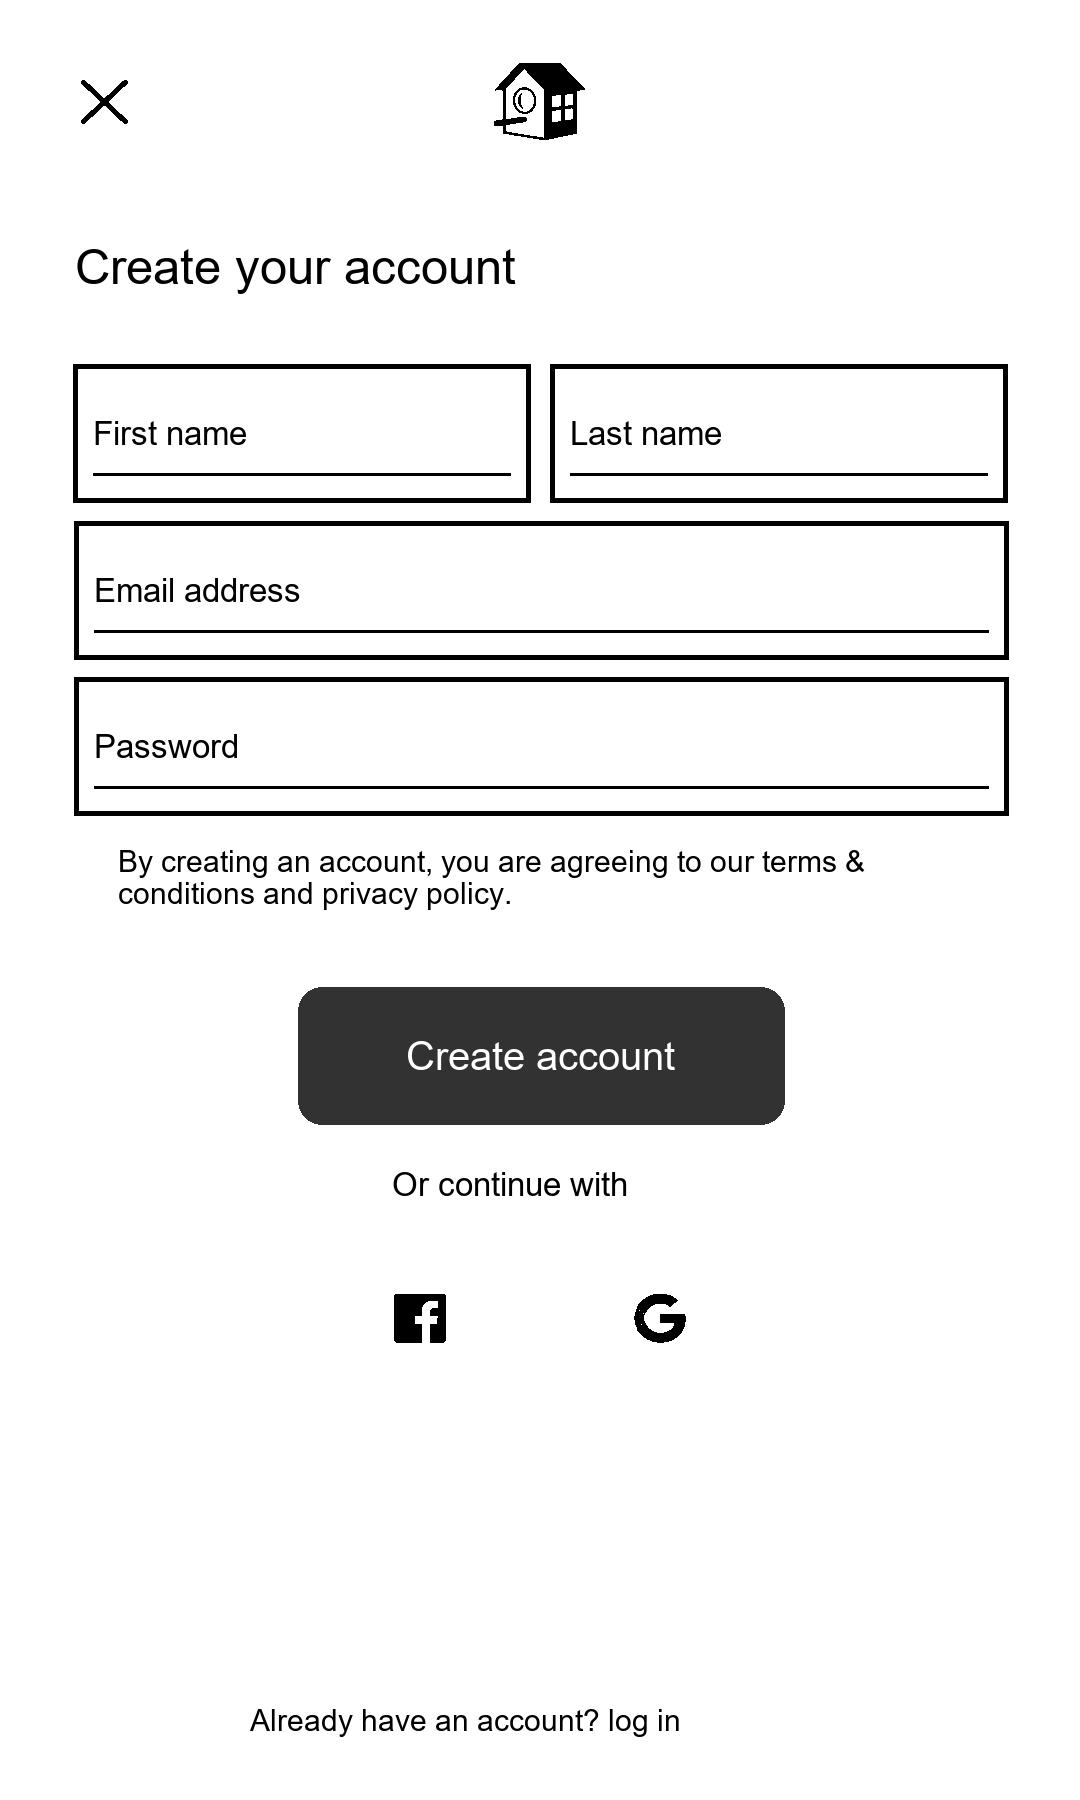 Create your account
First name
Last name
Email address
Password
By creating an account, you are agreeing to our terms &
conditions and privacy policy.
Create account
Or continue with
Already have an account? log in